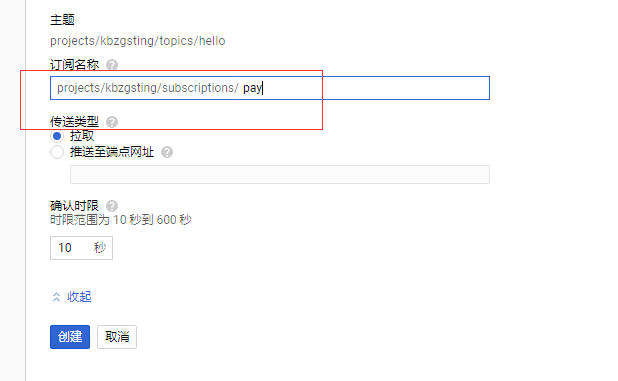 主题
projects/kbzgsting/topics/hello
订阅名称 ?
projects/kbzgsting/subscriptions/ pay
传送类型 ?
拉取
推送至端点网址 ?
确认时限 ?
时限范围为 10 秒到 600 秒
10 秒
收起
创建 取消